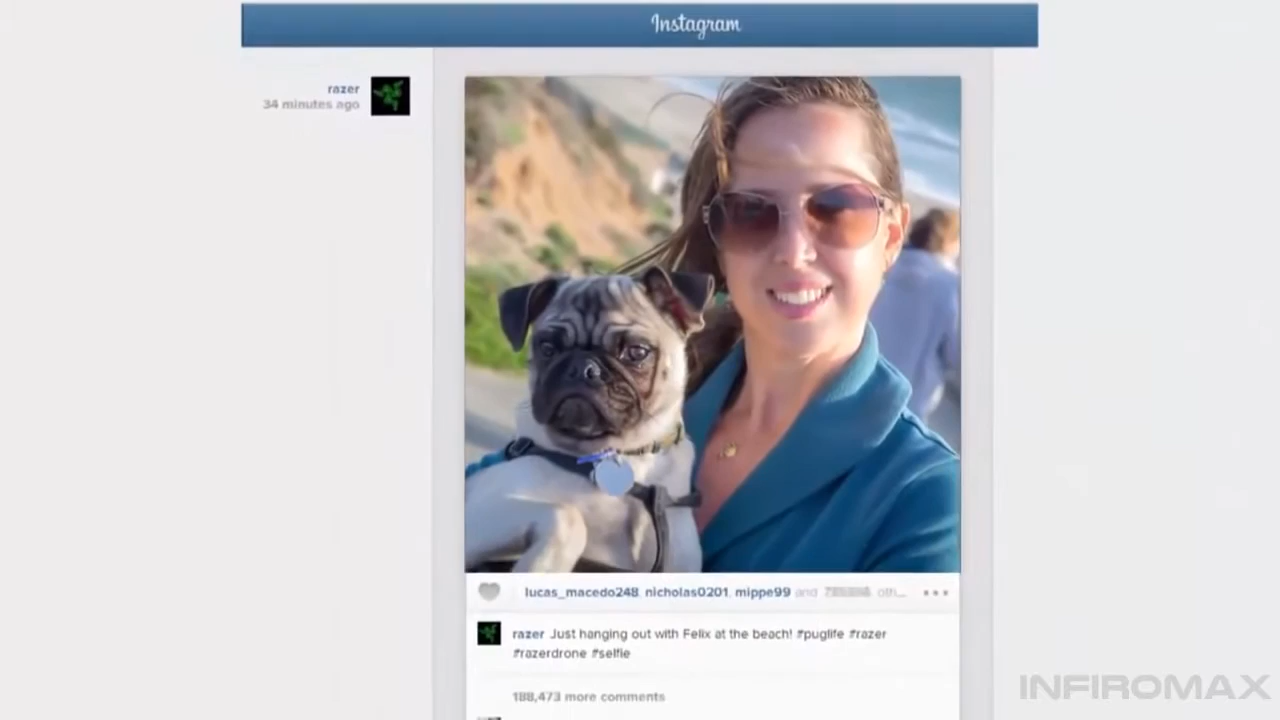 Instagram
razer
34 minutes ago
lucas_macedo248, nicholas0201, mippe99 and oth...
razer Just hanging out with Felix at the beach! #puglife #razer
#razerdrone #selfie
188,473 more comments
INFIROMAX